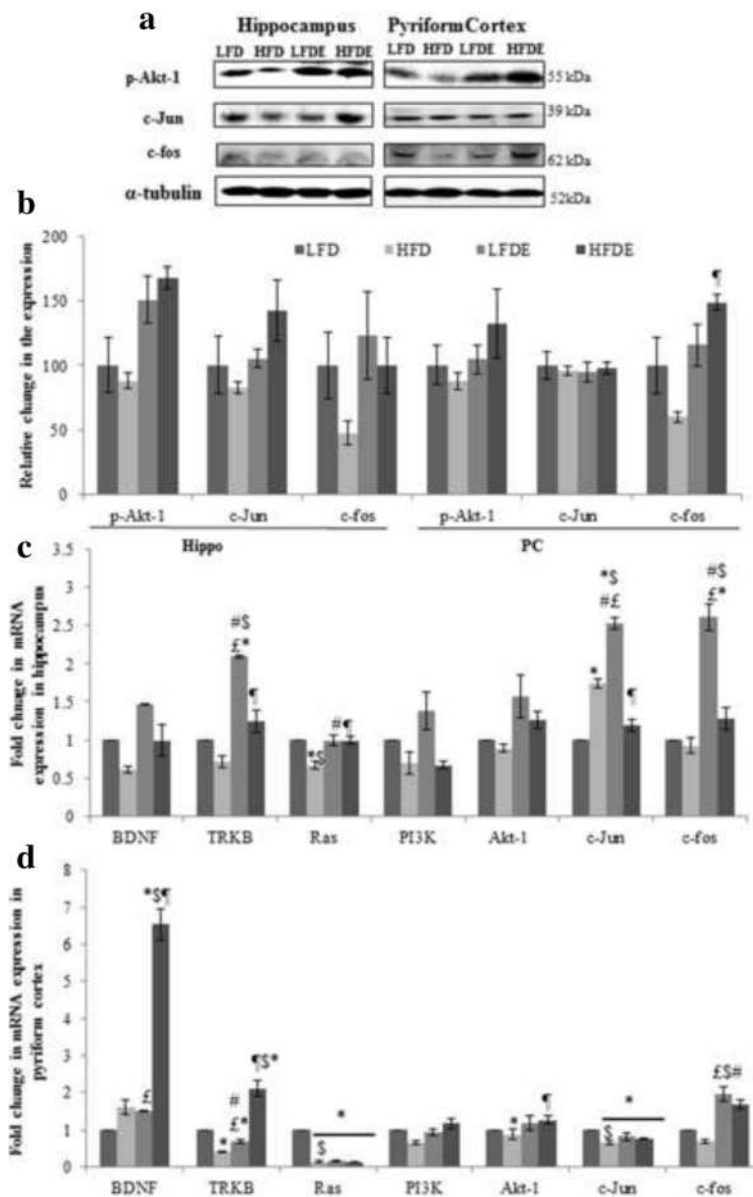 a
Hippocampus PyriformCortex
LFD HFD LFDE HFDE LFD HFD LFDE HFDE
p-Akt-1 55 kDa
c-Jun 39 kDa
c-fos 62 kDa
α-tubulin 52kDa
b
Relative change in the expression
200
150
100
50
0
LFD HFD LFDE HFDE
¶
p-Akt-1 c-Jun c-fos p-Akt-1 c-Jun c-fos
Hippo PC
c
Fold chnage in mRNA
expression in hippocampus
3.5
3
2.5
2
1.5
1
0.5
0
#$
£*
¶
*$
#¶
*
*$
#£
¶
#$
£*
BDNF TRKB Ras PI3K Akt-1 c-Jun c-fos
d
Fold change in mRNA expression in
pyriform cortex
8
7
6
5
4
3
2
1
0
*$¶
£
*
#
£*
¶$*
$
*
*
¶
$
*
£$#
BDNF TRKB Ras PI3K Akt-1 c-Jun c-fos